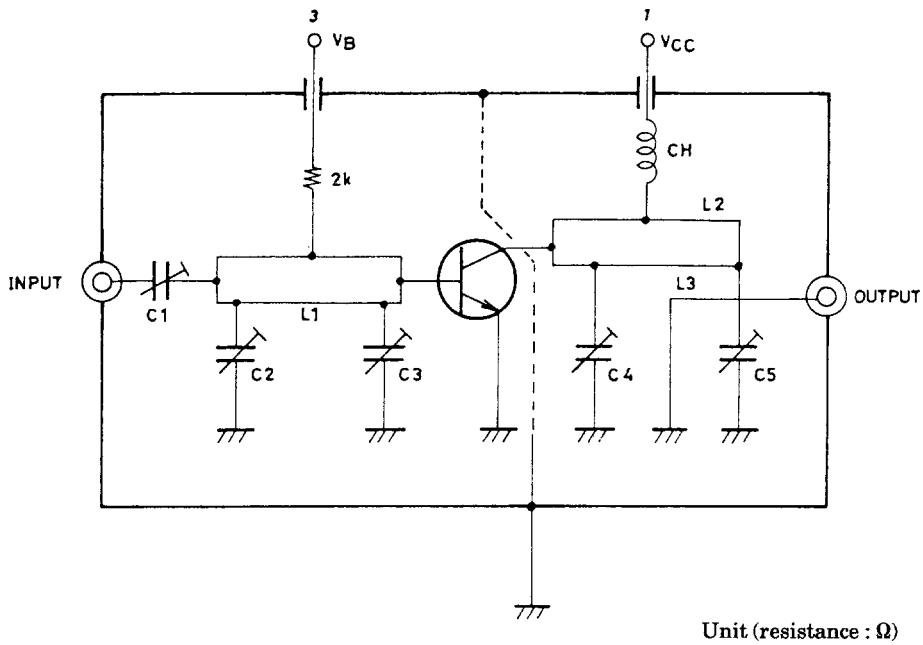 3
VB
1
VCC
2k
CH
L2
INPUT
C1
L1
L3
OUTPUT
C2
C3
C4
C5
Unit (resistance : Ω)